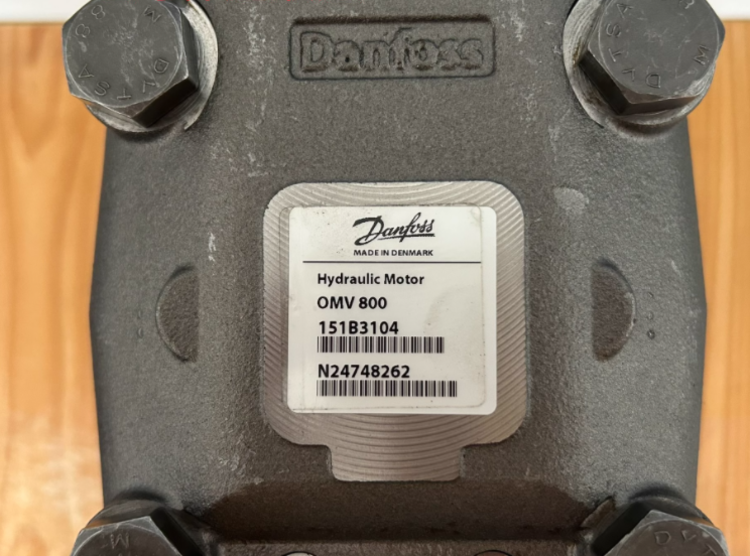 Danfoss
Danfoss
MADE IN DENMARK
Hydraulic Motor
OMV 800
151B3104
N24748262